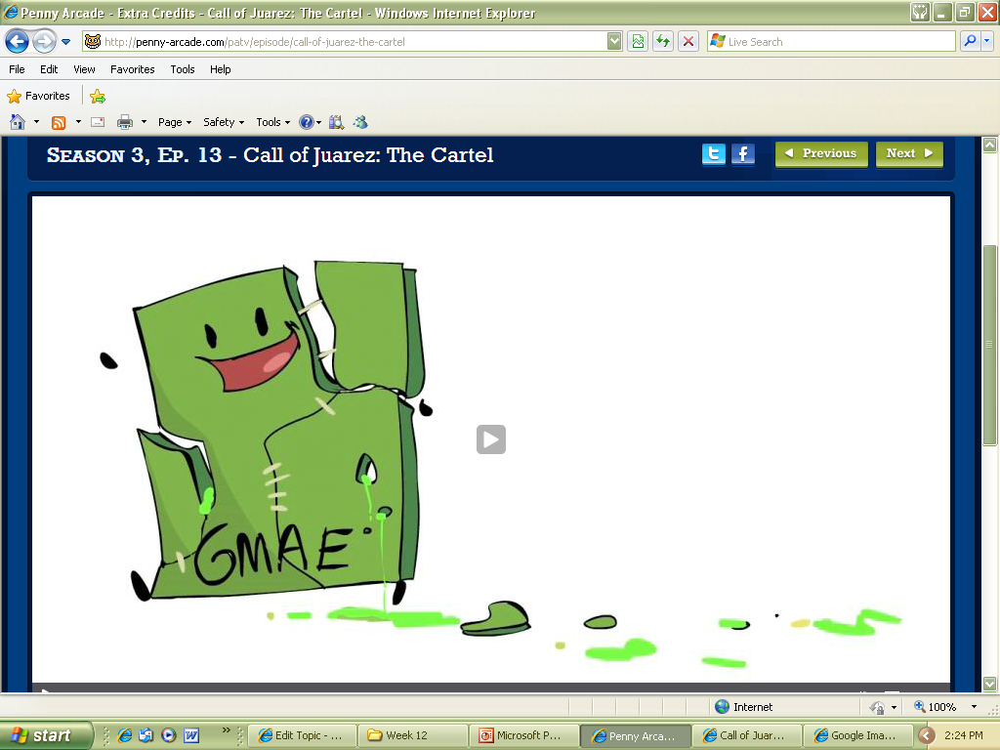 Penny Arcade - Extra Credits - Call of Juarez: The Cartel - Windows Internet Explorer
http://penny-arcade.com/patv/episode/call-of-juarez-the-cartel
Live Search
File Edit View Favorites Tools Help
Favorites
Page Safety Tools
Season 3, Ep. 13 - Call of Juarez: The Cartel
Previous Next
GMAE
Internet 100%
start Edit Topic - ... Week 12 Microsoft P... Penny Arca... Call of Juar... Google Ima... 2:24 PM